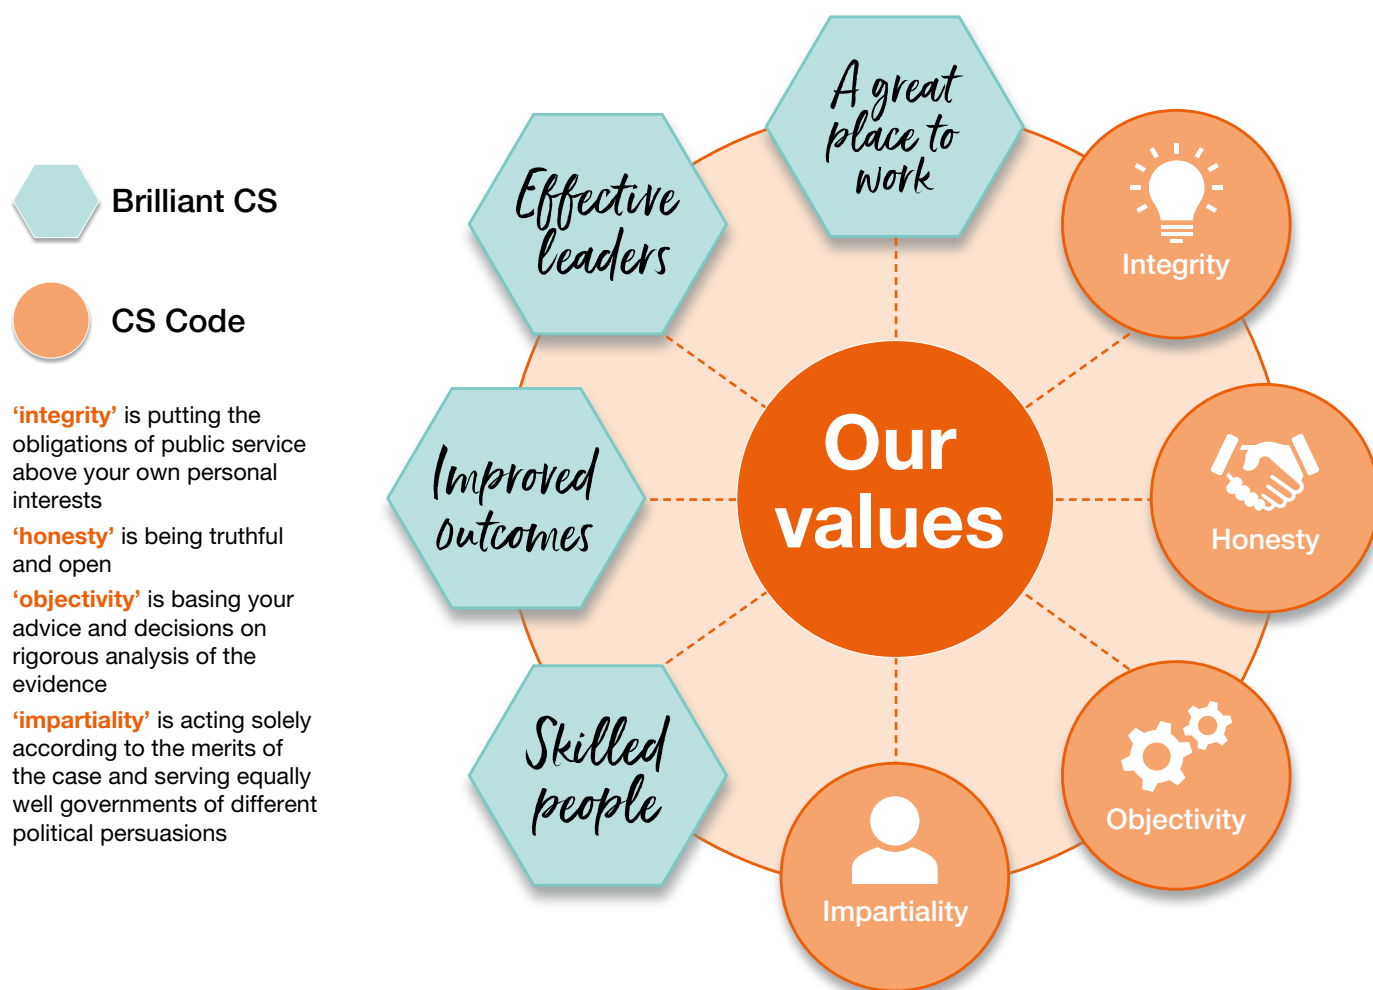 Brilliant CS
CS Code
‘integrity’ is putting the
obligations of public service
above your own personal
interests
‘honesty’ is being truthful
and open
‘objectivity’ is basing your
advice and decisions on
rigorous analysis of the
evidence
‘impartiality’ is acting solely
according to the merits of
the case and serving equally
well governments of different
political persuasions
Our
values
A great
place to
work
Integrity
Honesty
Objectivity
Impartiality
Skilled
people
Improved
outcomes
Effective
leaders